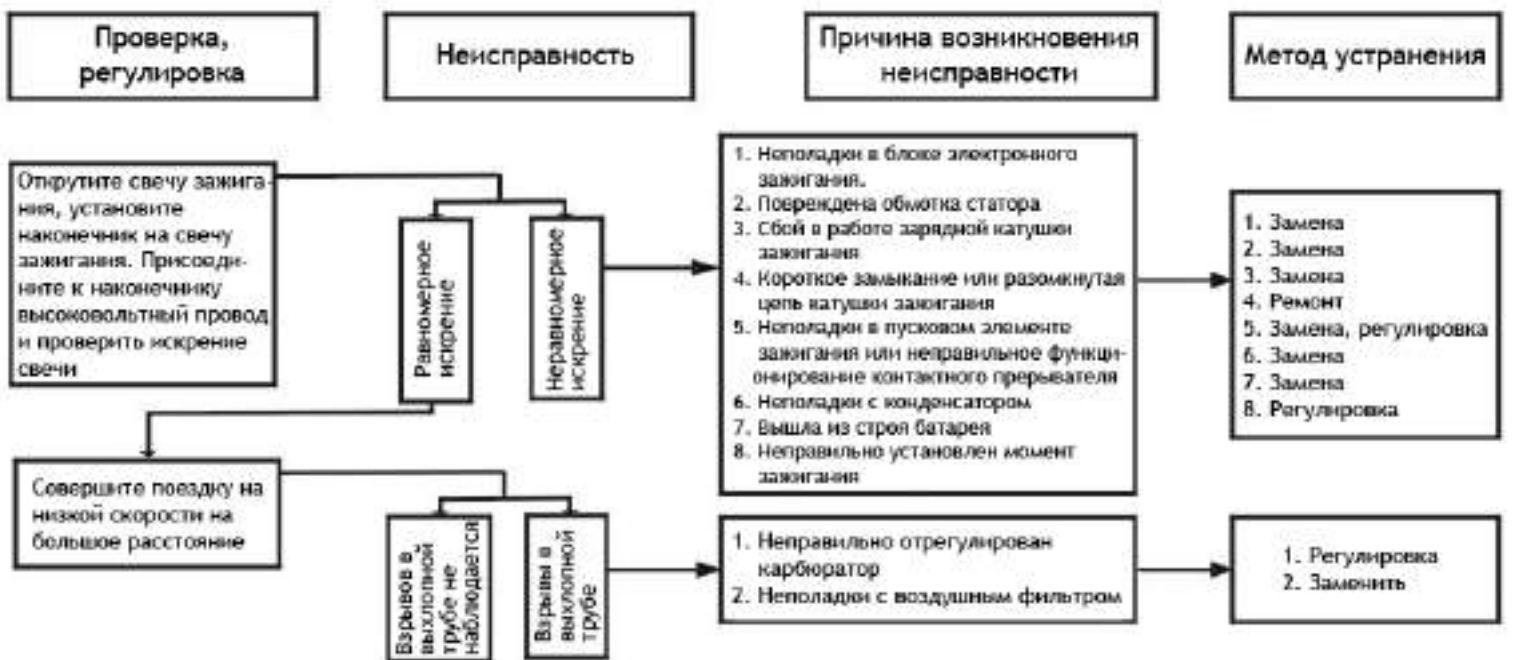 Проверка,
регулировка
Неисправность
Причина возникновения
неисправности
Метод устранения
Открутите свечу зажига-
ния, установите
наконечник на свечу
зажигания. Присоеди-
ните к наконечнику
высоковольтный провод
и проверить искрение
свечи
Равномерное
искрение
Неравномерное
искрение
1. Неполадки в блоке электронного
зажигания.
2. Повреждена обмотка статора
3. Сбой в работе зарядной катушки
зажигания
4. Короткое замыкание или разомкнутая
цепь катушки зажигания
5. Неполадки в пусковом элементе
зажигания или неправильное функци-
онирование контактного прерывателя
6. Неполадки с конденсатором
7. Вышла из строя батарея
8. Неправильно установлен момент
зажигания
1. Замена
2. Замена
3. Замена
4. Ремонт
5. Замена, регулировка
6. Замена
7. Замена
8. Регулировка
Совершите поездку на
низкой скорости на
большое расстояние
Взрывов в
выхлопной
трубе не
наблюдается
Взрывы в
выхлопной
трубе
1. Неправильно отрегулирован
карбюратор
2. Неполадки с воздушным фильтром
1. Регулировка
2. Заменить